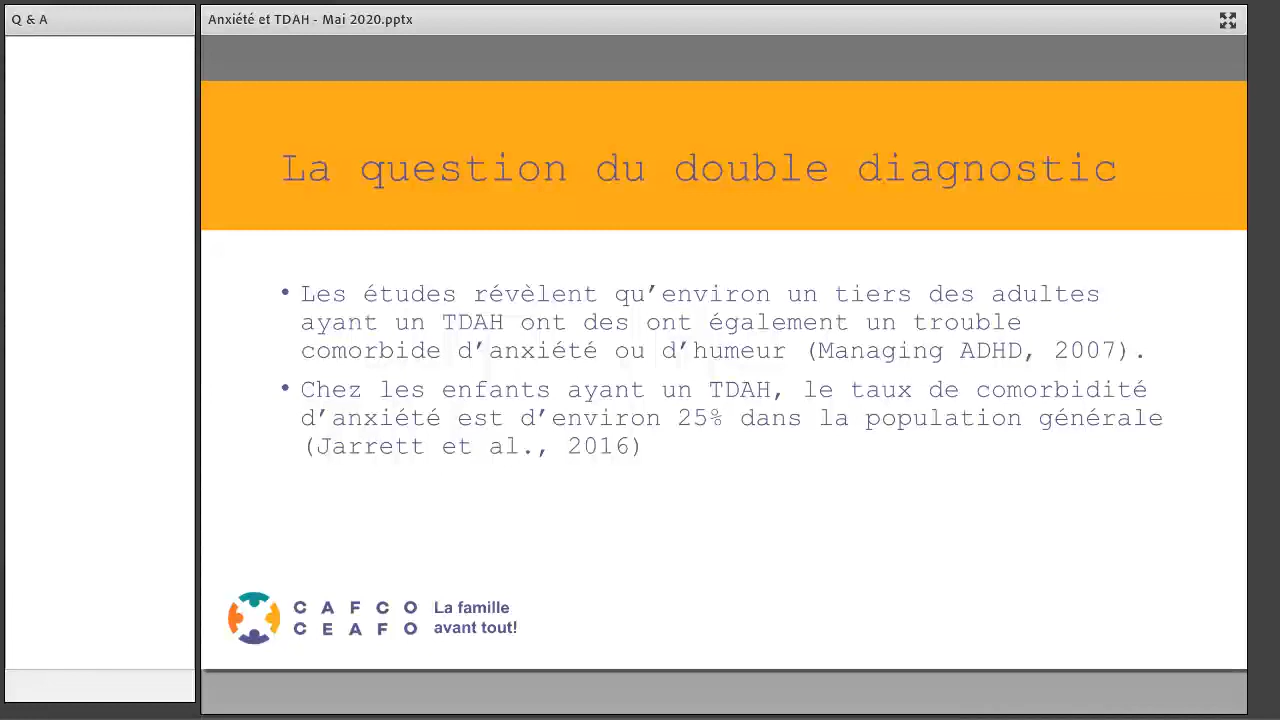 Q & A
Anxiété et TDAH - Mai 2020.pptx
La question du double diagnostic
• Les études révèlent qu’environ un tiers des adultes
ayant un TDAH ont des ont également un trouble
comorbide d’anxiété ou d’humeur (Managing ADHD, 2007).
• Chez les enfants ayant un TDAH, le taux de comorbidité
d’anxiété est d’environ 25% dans la population générale
(Jarrett et al., 2016)
CAFCO
CEAFO
La famille
avant tout!